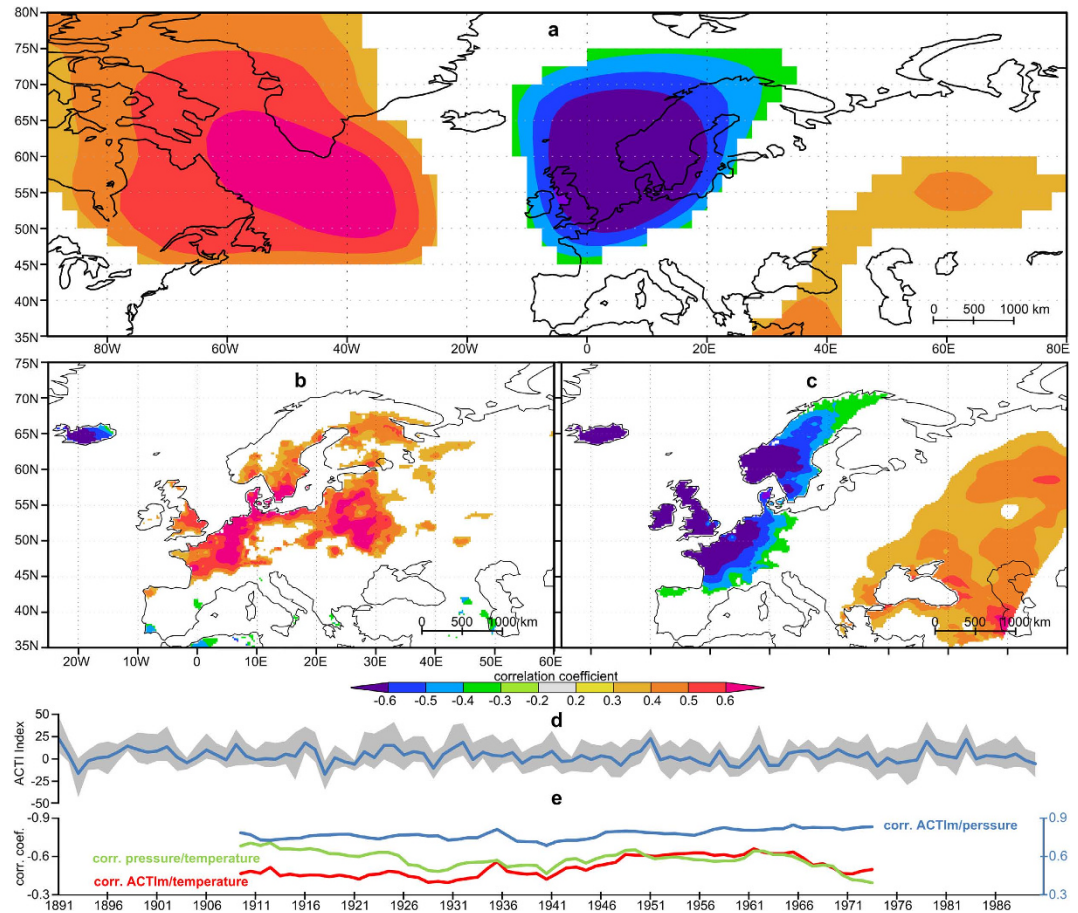 a
80N
75N
70N
65N
60N
55N
50N
45N
40N
35N
0 500 1000 km
80W 60W 40W 20W 0 20E 40E 60E 80E
b
c
75N
70N
65N
60N
55N
50N
45N
40N
35N
0 500 1000 km
0 500 1000 km
20W 10W 0 10E 20E 30E 40E 50E 60E
correlation coefficient
-0.6 -0.5 -0.4 -0.3 -0.2 0.2 0.3 0.4 0.5 0.6
d
ACTI Index
50
25
0
-25
-50
e
corr. coef.
-0.9
-0.6
-0.3
0.9
0.6
0.3
corr. ACTIm/perssure
corr. pressure/temperature
corr. ACTIm/temperature
1891 1896 1901 1906 1911 1916 1921 1926 1931 1936 1941 1946 1951 1956 1961 1966 1971 1976 1981 1986